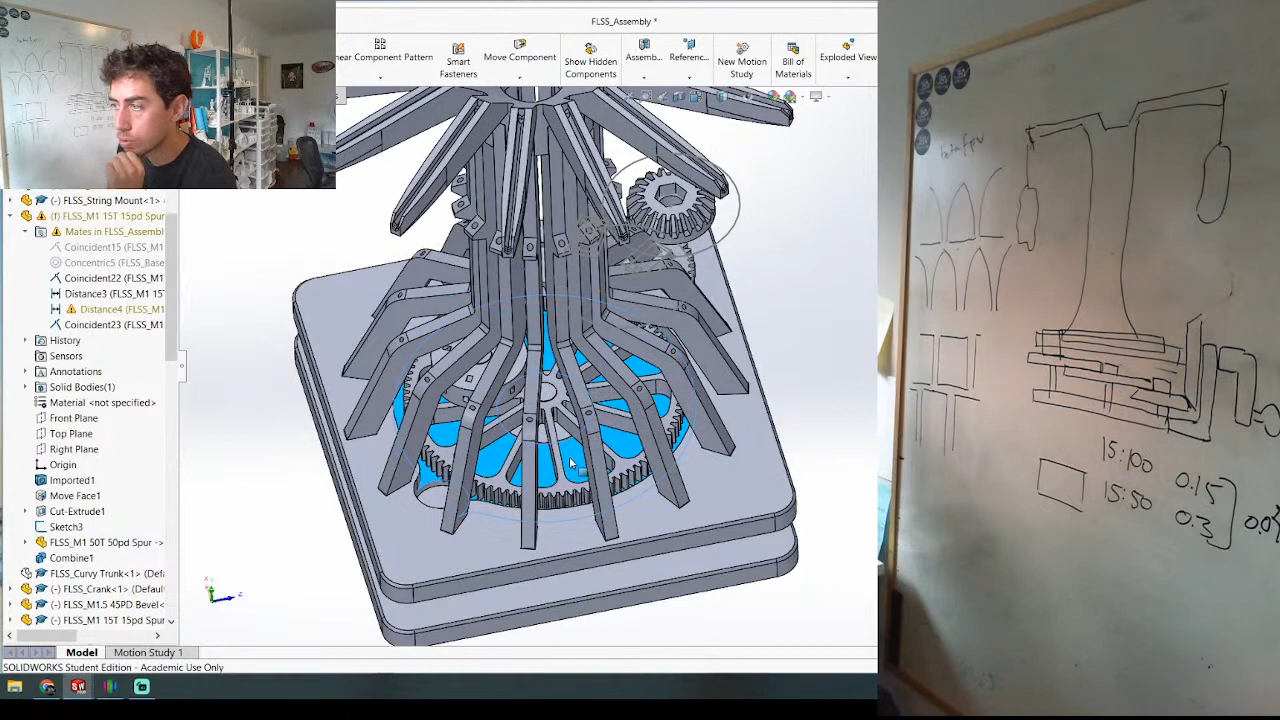 FLSS_Assembly *
near Component Pattern
Smart
Fasteners
Move Component
Show Hidden
Components
Assemb...
Referenc...
New Motion
Study
Bill of
Materials
Exploded View
(-) FLSS_String Mount<1>
(f) FLSS_M1 15T 15pd Spur
Mates in FLSS_Assembl
Coincident15 (FLSS_M1
Concentric5 (FLSS_Base
Coincident22 (FLSS_M1
Distance3 (FLSS_M1 15T
Distance4 (FLSS_M1
Coincident23 (FLSS_M1
History
Sensors
Annotations
Solid Bodies(1)
Material <not specified>
Front Plane
Top Plane
Right Plane
Origin
Imported1
Move Face1
Cut-Extrude1
Sketch3
FLSS_M1 50T 50pd Spur ->
Combine1
FLSS_Curvy Trunk<1> (Defa
(-) FLSS_Crank<1> (Default
(-) FLSS_M1.5 45PD Bevel<
(-) FLSS_M1 15T 15pd Spur
Model
Motion Study 1
SOLIDWORKS Student Edition - Academic Use Only
15:100 0.15
15:50 0.3